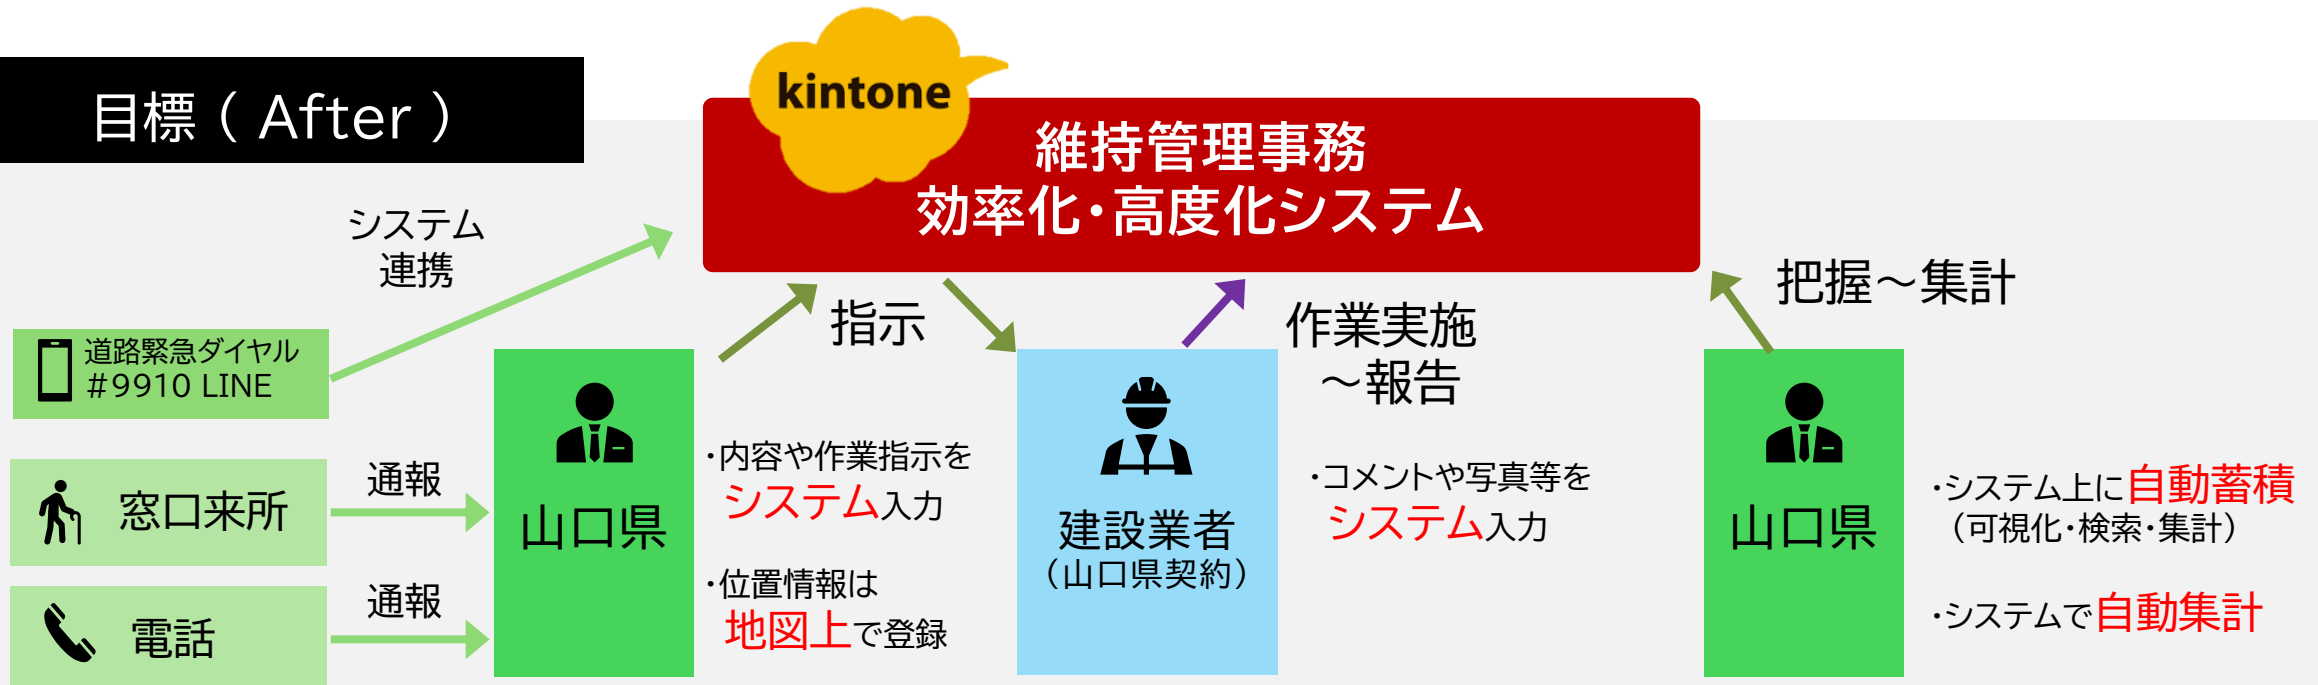 目標（ After ）
kintone
維持管理事務
効率化・高度化システム
システム
連携
道路緊急ダイヤル
＃9910 LINE
窓口来所
電話
通報
通報
山口県
指示
・内容や作業指示を
システム入力
・位置情報は
地図上で登録
建設業者
（山口県契約）
作業実施
～報告
・コメントや写真等を
システム入力
把握～集計
山口県
・システム上に自動蓄積
（可視化・検索・集計）
・システムで自動集計